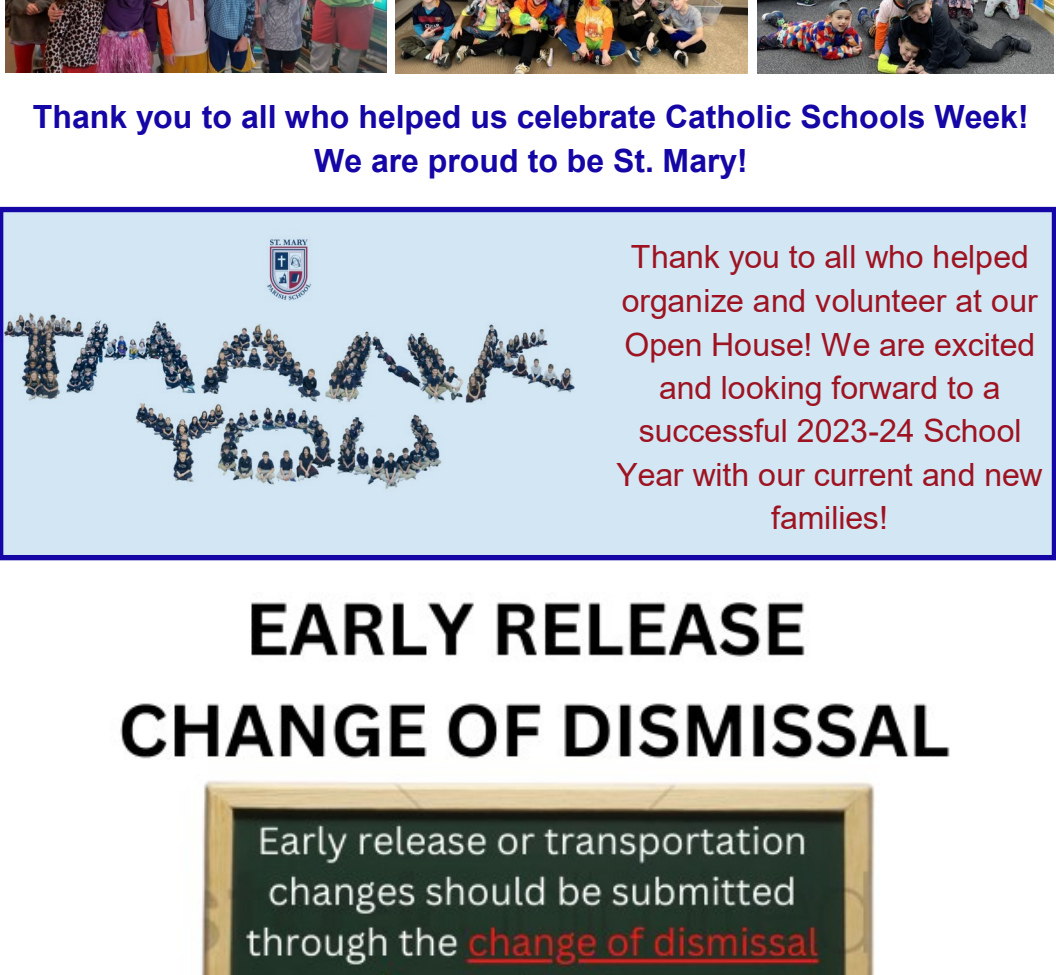 Thank you to all who helped us celebrate Catholic Schools Week!
We are proud to be St. Mary!
ST. MARY
PARISH SCHOOL
THANK
YOU
Thank you to all who helped
organize and volunteer at our
Open House! We are excited
and looking forward to a
successful 2023-24 School
Year with our current and new
families!
EARLY RELEASE
CHANGE OF DISMISSAL
Early release or transportation
changes should be submitted
through the change of dismissal